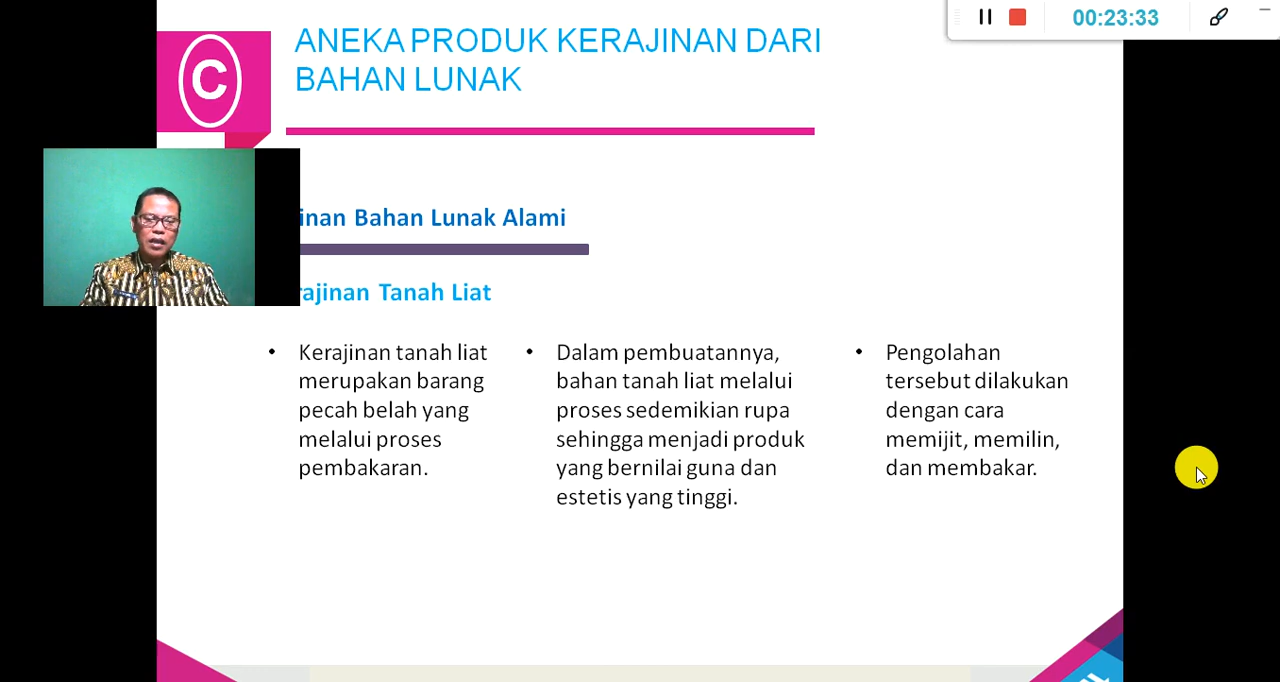 00:23:33
C
ANEKA PRODUK KERAJINAN DARI
BAHAN LUNAK
inan Bahan Lunak Alami
rajinan Tanah Liat
• Kerajinan tanah liat
merupakan barang
pecah belah yang
melalui proses
pembakaran.
• Dalam pembuatannya,
bahan tanah liat melalui
proses sedemikian rupa
sehingga menjadi produk
yang bernilai guna dan
estetis yang tinggi.
• Pengolahan
tersebut dilakukan
dengan cara
memijit, memilin,
dan membakar.